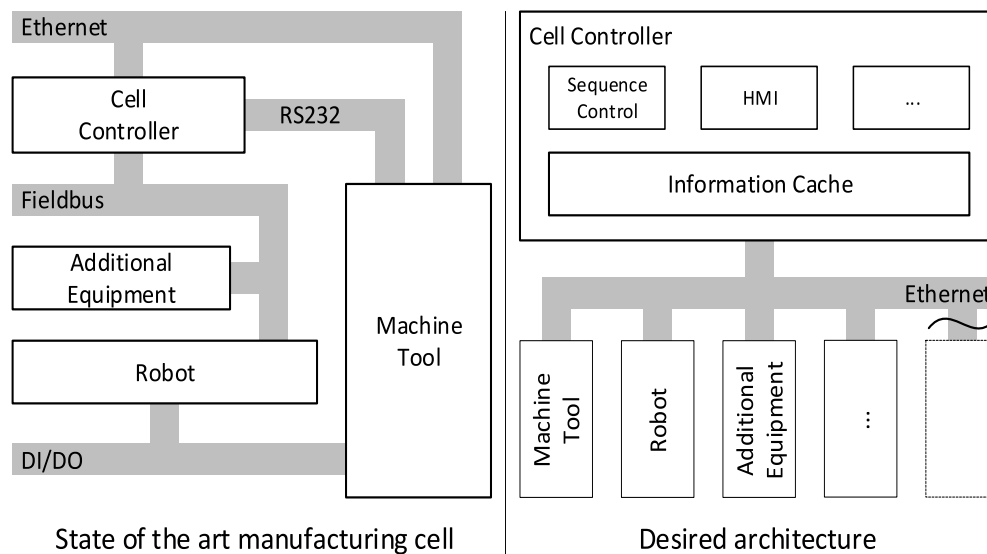 Ethernet
Cell
Controller
RS232
Fieldbus
Additional
Equipment
Robot
Machine
Tool
DI/DO
State of the art manufacturing cell
Cell Controller
Sequence
Control
HMI
...
Information Cache
Ethernet
Machine
Tool
Robot
Additional
Equipment
...
Desired architecture